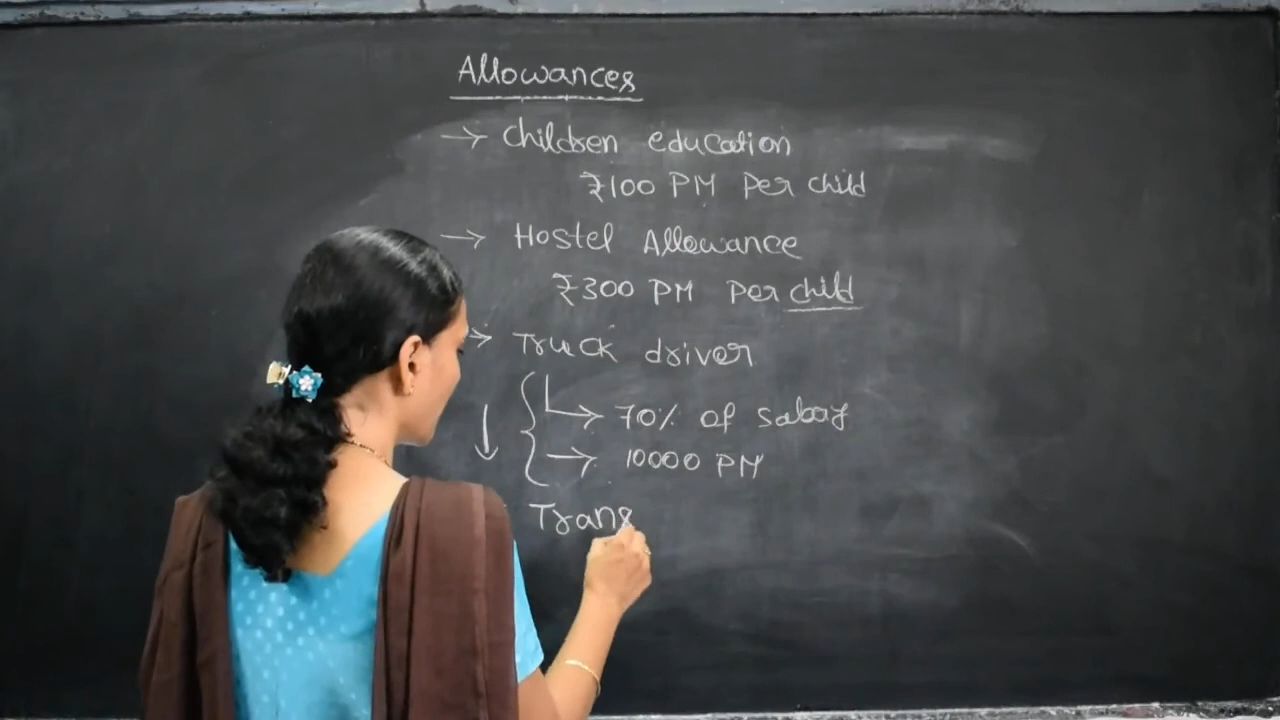 Allowances
→ Children education
₹100 PM Per child
→ Hostel Allowance
₹300 PM Per child
→ Truck driver
→ 70% of salary
↓ → 10000 PM
Trans